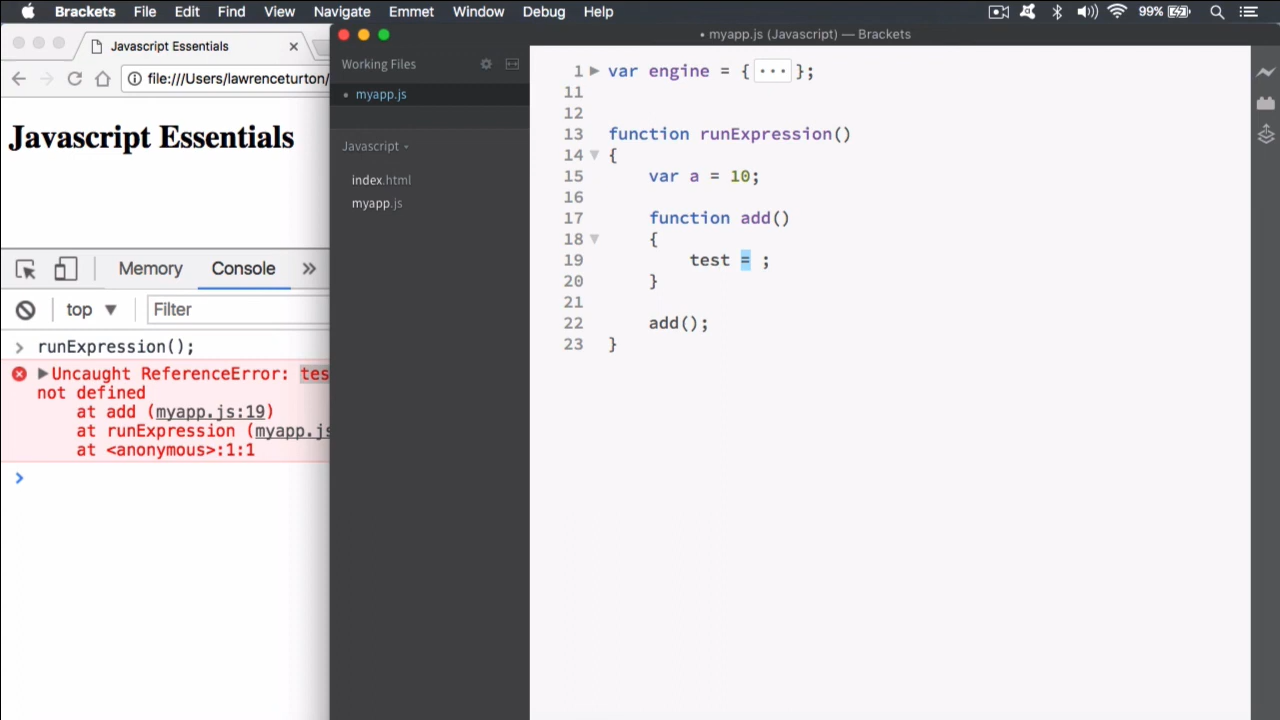 Brackets File Edit Find View Navigate Emmet Window Debug Help 99%
Javascript Essentials
file:///Users/lawrenceturton/
Javascript Essentials
Memory Console »
top ▼ Filter
> runExpression();
▶Uncaught ReferenceError: tes
not defined
at add (myapp.js:19)
at runExpression (myapp.js
at <anonymous>:1:1
>
• myapp.js (Javascript) — Brackets
Working Files
• myapp.js
Javascript
index.html
myapp.js
1 var engine = {...};
11
12
13 function runExpression()
14 {
15 var a = 10;
16
17 function add()
18 {
19 test = ;
20 }
21
22 add();
23 }